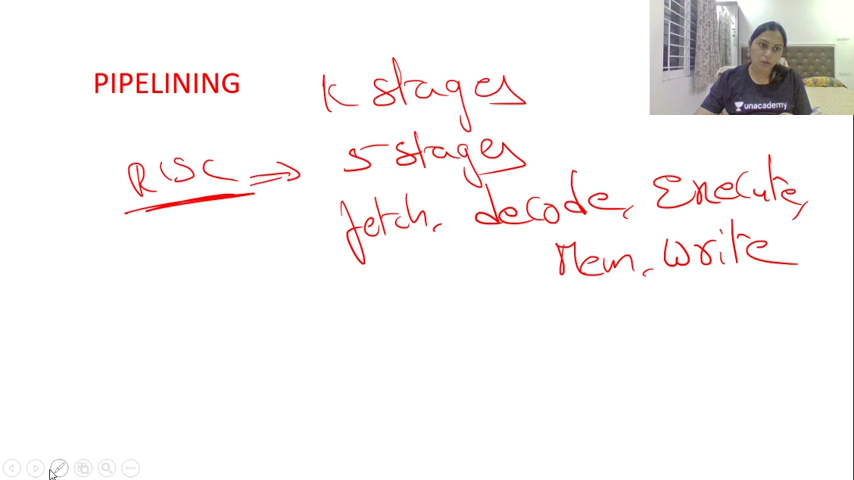 PIPELINING
K stages
5-stages
RISC ⇒
fetch, decode, Execute,
Mem, Write
unacademy